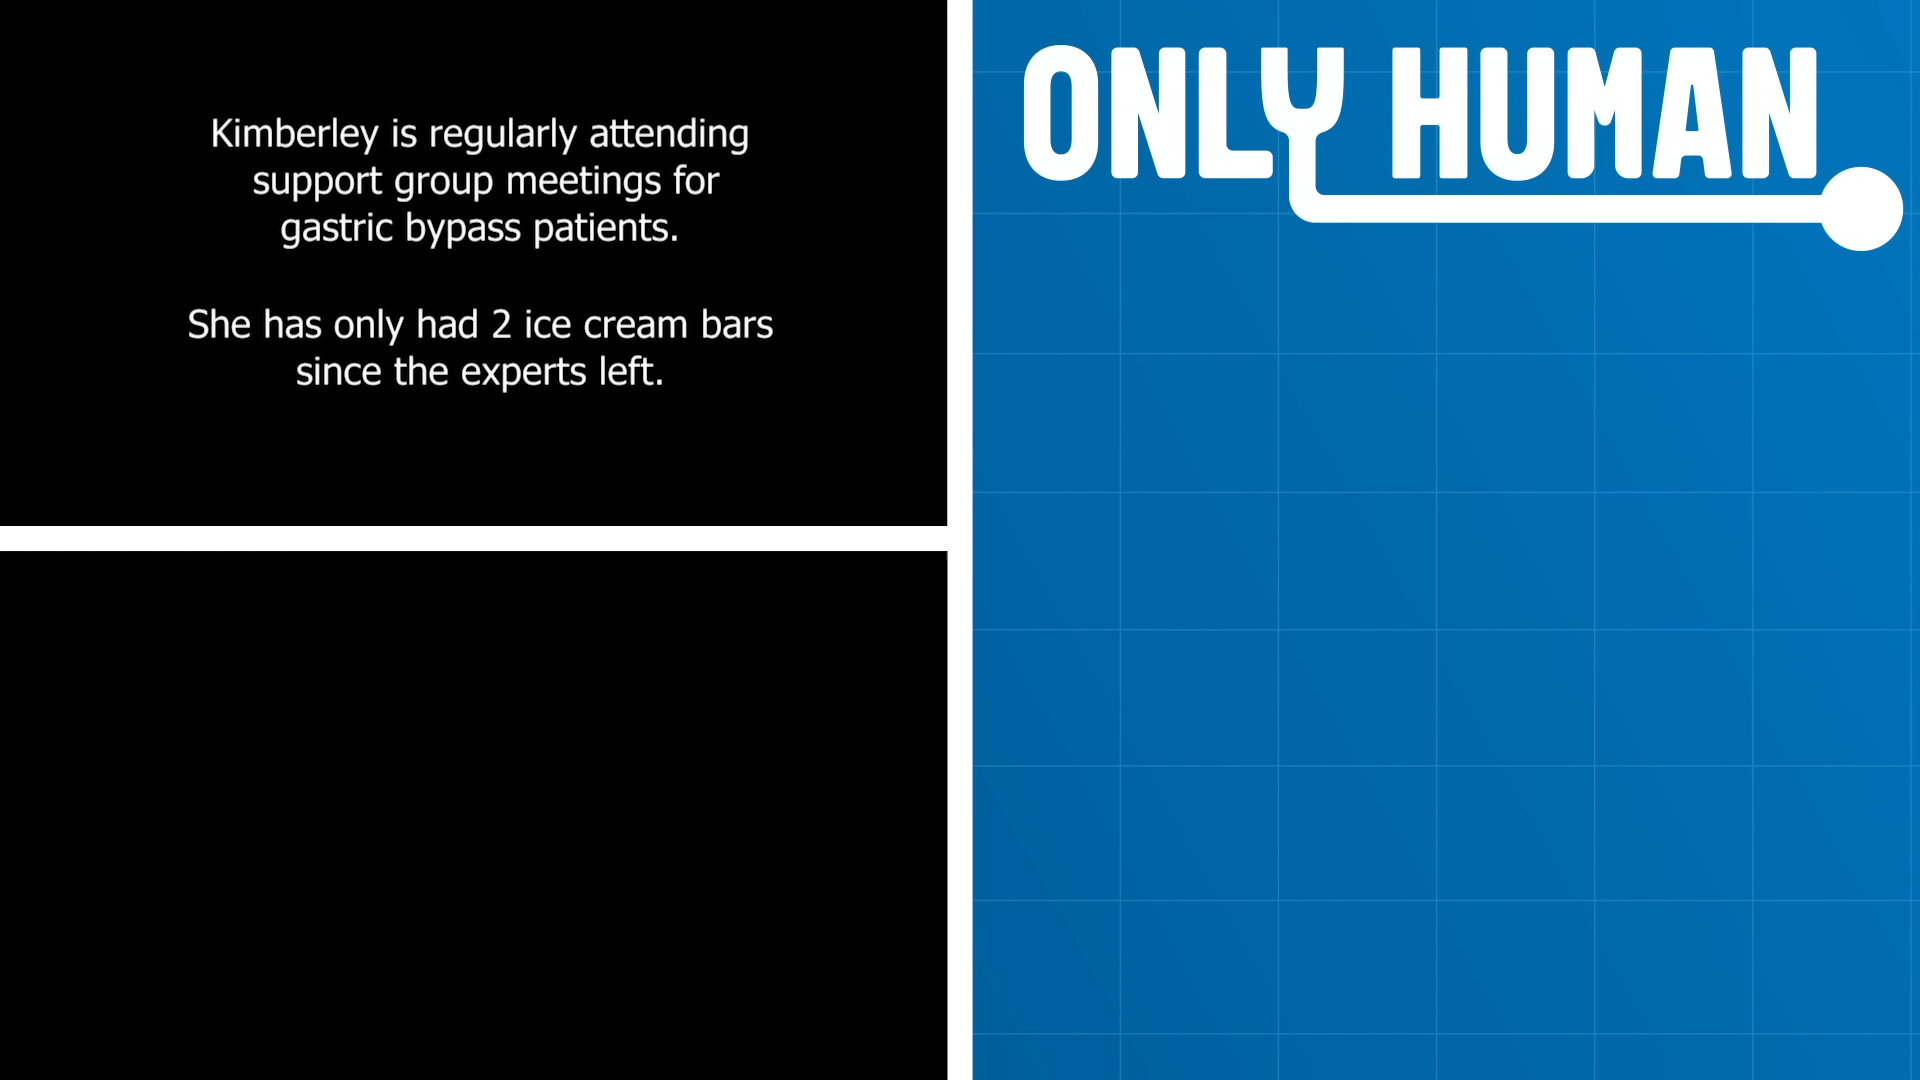 Kimberley is regularly attending
support group meetings for
gastric bypass patients.
She has only had 2 ice cream bars
since the experts left.
ONLY HUMAN